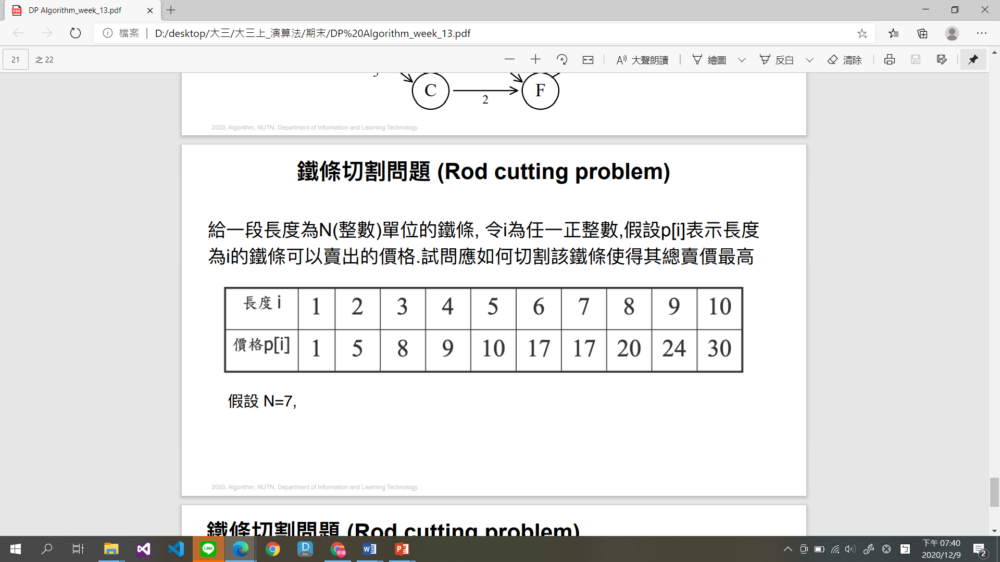 DP Algorithm_week_13.pdf
檔案 | D:/desktop/大三/大三上_演算法/期末/DP%20Algorithm_week_13.pdf
21 之 22
大聲朗讀 繪圖 反白 清除
C 2 F
2020, Algorithm, NUTN, Department of Information and Learning Technology.
鐵條切割問題 (Rod cutting problem)
給一段長度為N(整數)單位的鐵條, 令i為任一正整數,假設p[i]表示長度
為i的鐵條可以賣出的價格.試問應如何切割該鐵條使得其總賣價最高
長度 i 1 2 3 4 5 6 7 8 9 10
價格p[i] 1 5 8 9 10 17 17 20 24 30
假設 N=7,
2020, Algorithm, NUTN, Department of Information and Learning Technology.
鐵條切割問題 (Rod cutting problem)
下午 07:40
2020/12/9
2